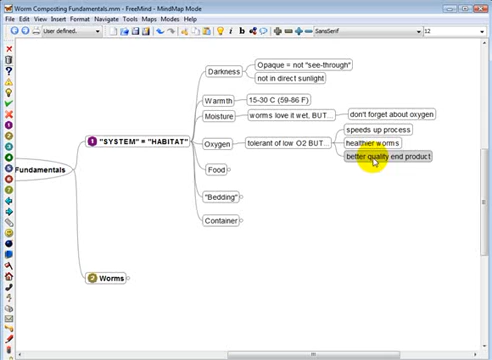 Worm Composting Fundamentals.mm - FreeMind - MindMap Mode
File Edit View Insert Format Navigate Tools Maps Modes Help
User defined.
SansSerif
12
Darkness
Opaque = not "see-through"
not in direct sunlight
Warmth
15-30 C (59-86 F)
Moisture
worms love it wet, BUT...
don't forget about oxygen
"SYSTEM" = "HABITAT"
Oxygen
tolerant of low O2 BUT...
speeds up process
healthier worms
better quality end product
Fundamentals
Food
"Bedding"
Container
Worms